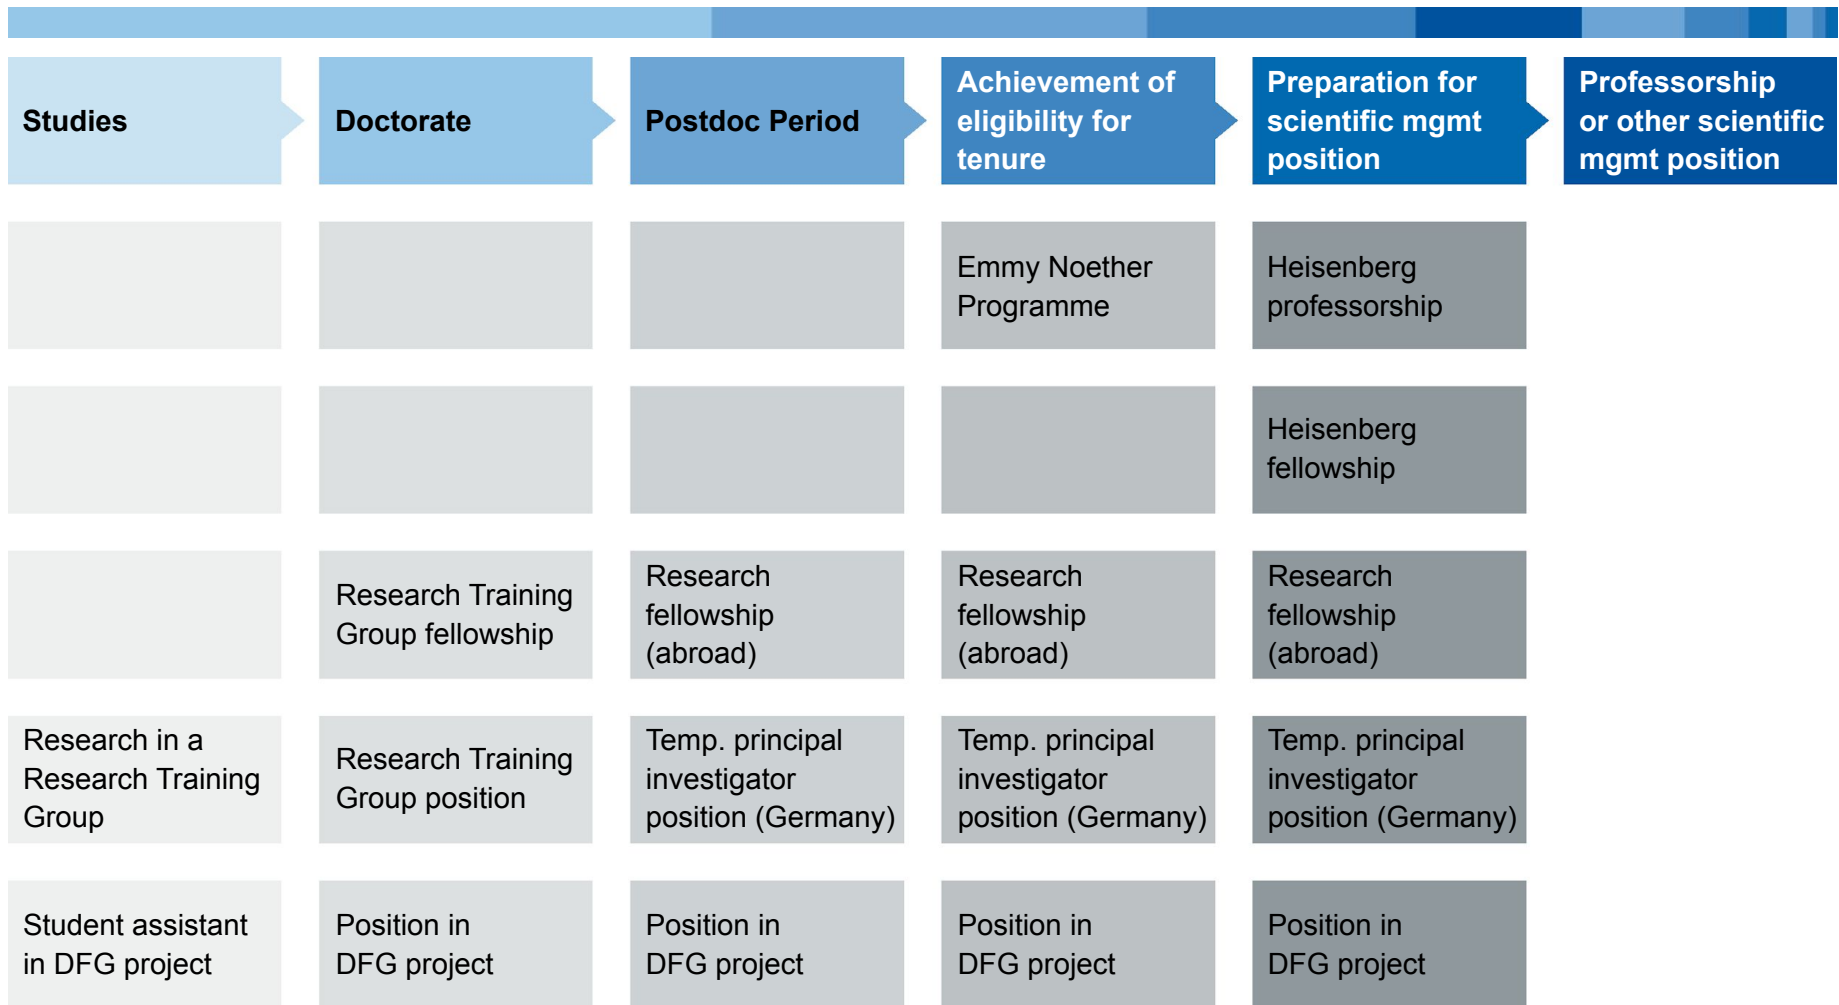 Studies
Doctorate
Postdoc Period
Achievement of
eligibility for
tenure
Preparation for
scientific mgmt
position
Professorship
or other scientific
mgmt position
Emmy Noether
Programme
Heisenberg
professorship
Heisenberg
fellowship
Research Training
Group fellowship
Research
fellowship
(abroad)
Research
fellowship
(abroad)
Research
fellowship
(abroad)
Research in a
Research Training
Group
Research Training
Group position
Temp. principal
investigator
position (Germany)
Temp. principal
investigator
position (Germany)
Temp. principal
investigator
position (Germany)
Student assistant
in DFG project
Position in
DFG project
Position in
DFG project
Position in
DFG project
Position in
DFG project